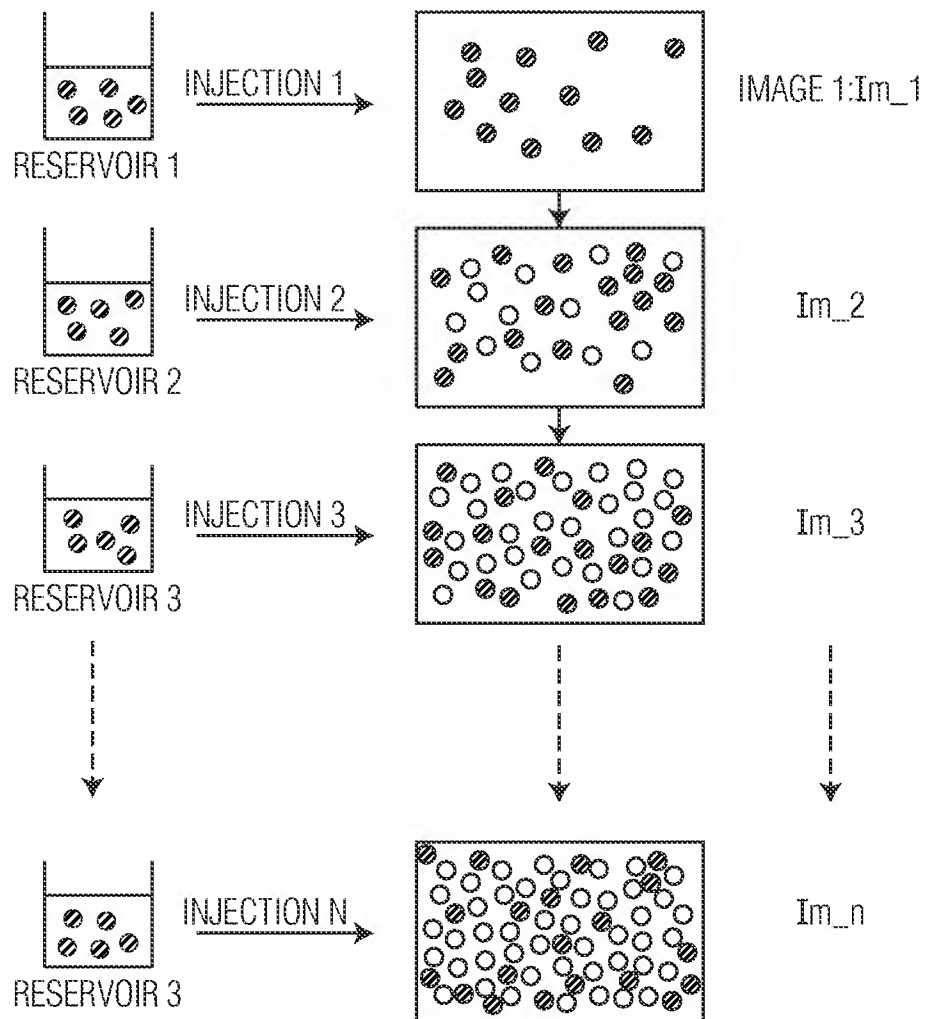 INJECTION 1
IMAGE 1:Im_1
RESERVOIR 1
INJECTION 2
Im_2
RESERVOIR 2
INJECTION 3
Im_3
RESERVOIR 3
INJECTION N
Im_n
RESERVOIR 3